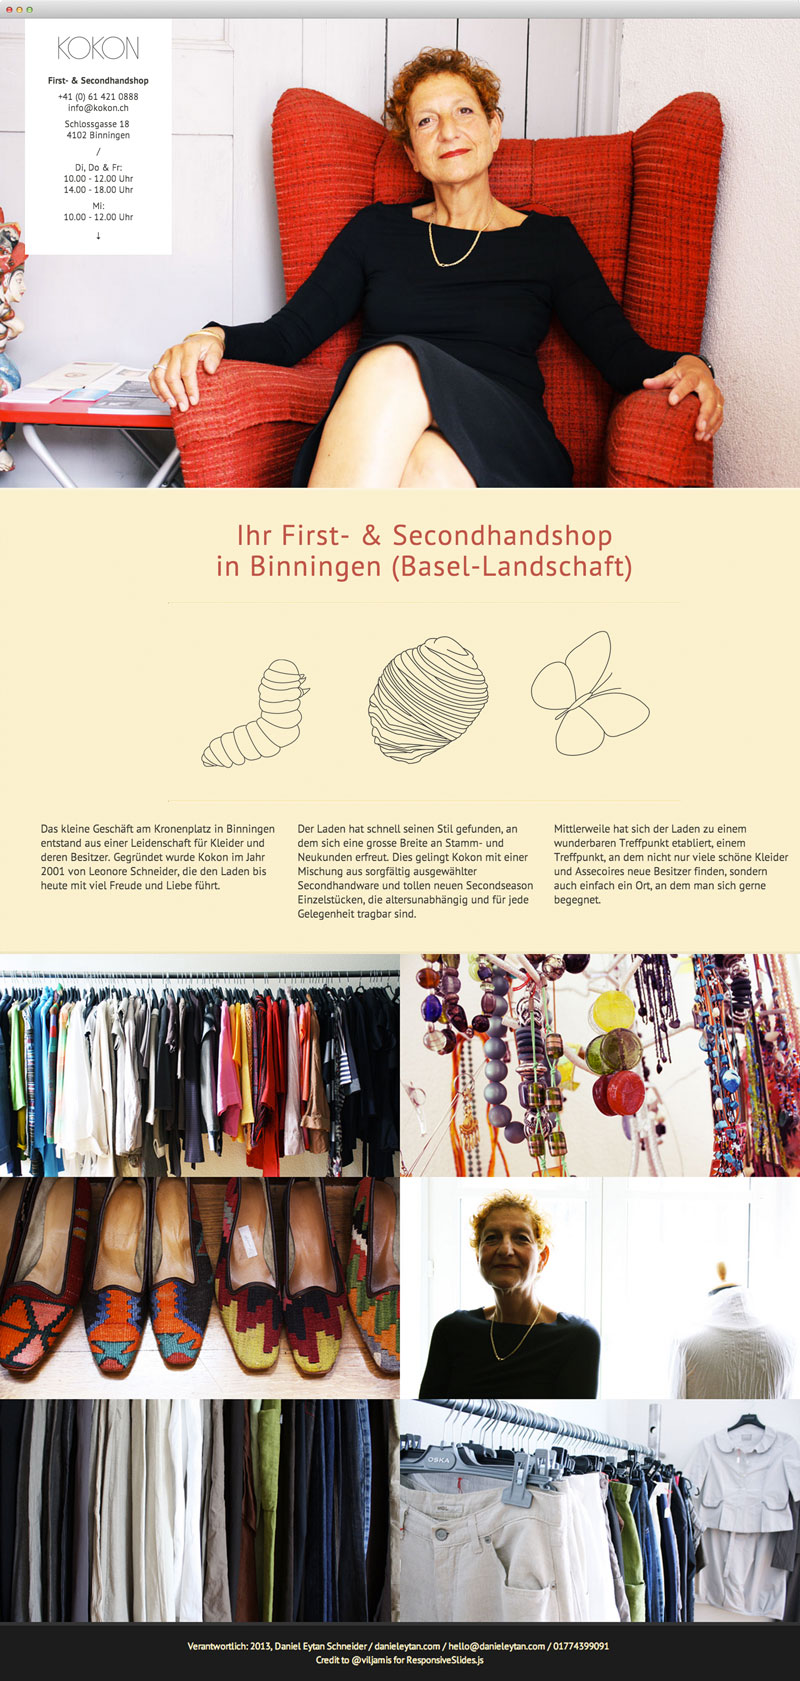 KOKON
First- & Secondhandshop
+41 (0) 61 421 0888
info@kokon.ch
Schlossgasse 18
4102 Binningen
/
Di, Do & Fr:
10.00 - 12.00 Uhr
14.00 - 18.00 Uhr
Mi:
10.00 - 12.00 Uhr
↓
Ihr First- & Secondhandshop
in Binningen (Basel-Landschaft)
Das kleine Geschäft am Kronenplatz in Binningen
entstand aus einer Leidenschaft für Kleider und
deren Besitzer. Gegründet wurde Kokon im Jahr
2001 von Leonore Schneider, die den Laden bis
heute mit viel Freude und Liebe führt.
Der Laden hat schnell seinen Stil gefunden, an
dem sich eine grosse Breite an Stamm- und
Neukunden erfreut. Dies gelingt Kokon mit einer
Mischung aus sorgfältig ausgewählter
Secondhandware und tollen neuen Secondseason
Einzelstücken, die altersunabhängig und für jede
Gelegenheit tragbar sind.
Mittlerweile hat sich der Laden zu einem
wunderbaren Treffpunkt etabliert, einem
Treffpunkt, an dem nicht nur viele schöne Kleider
und Assecoires neue Besitzer finden, sondern
auch einfach ein Ort, an dem man sich gerne
begegnet.
OSKA
Verantwortlich: 2013, Daniel Eytan Schneider / danieleytan.com / hello@danieleytan.com / 01774399091
Credit to @viljamis for ResponsiveSlides.js